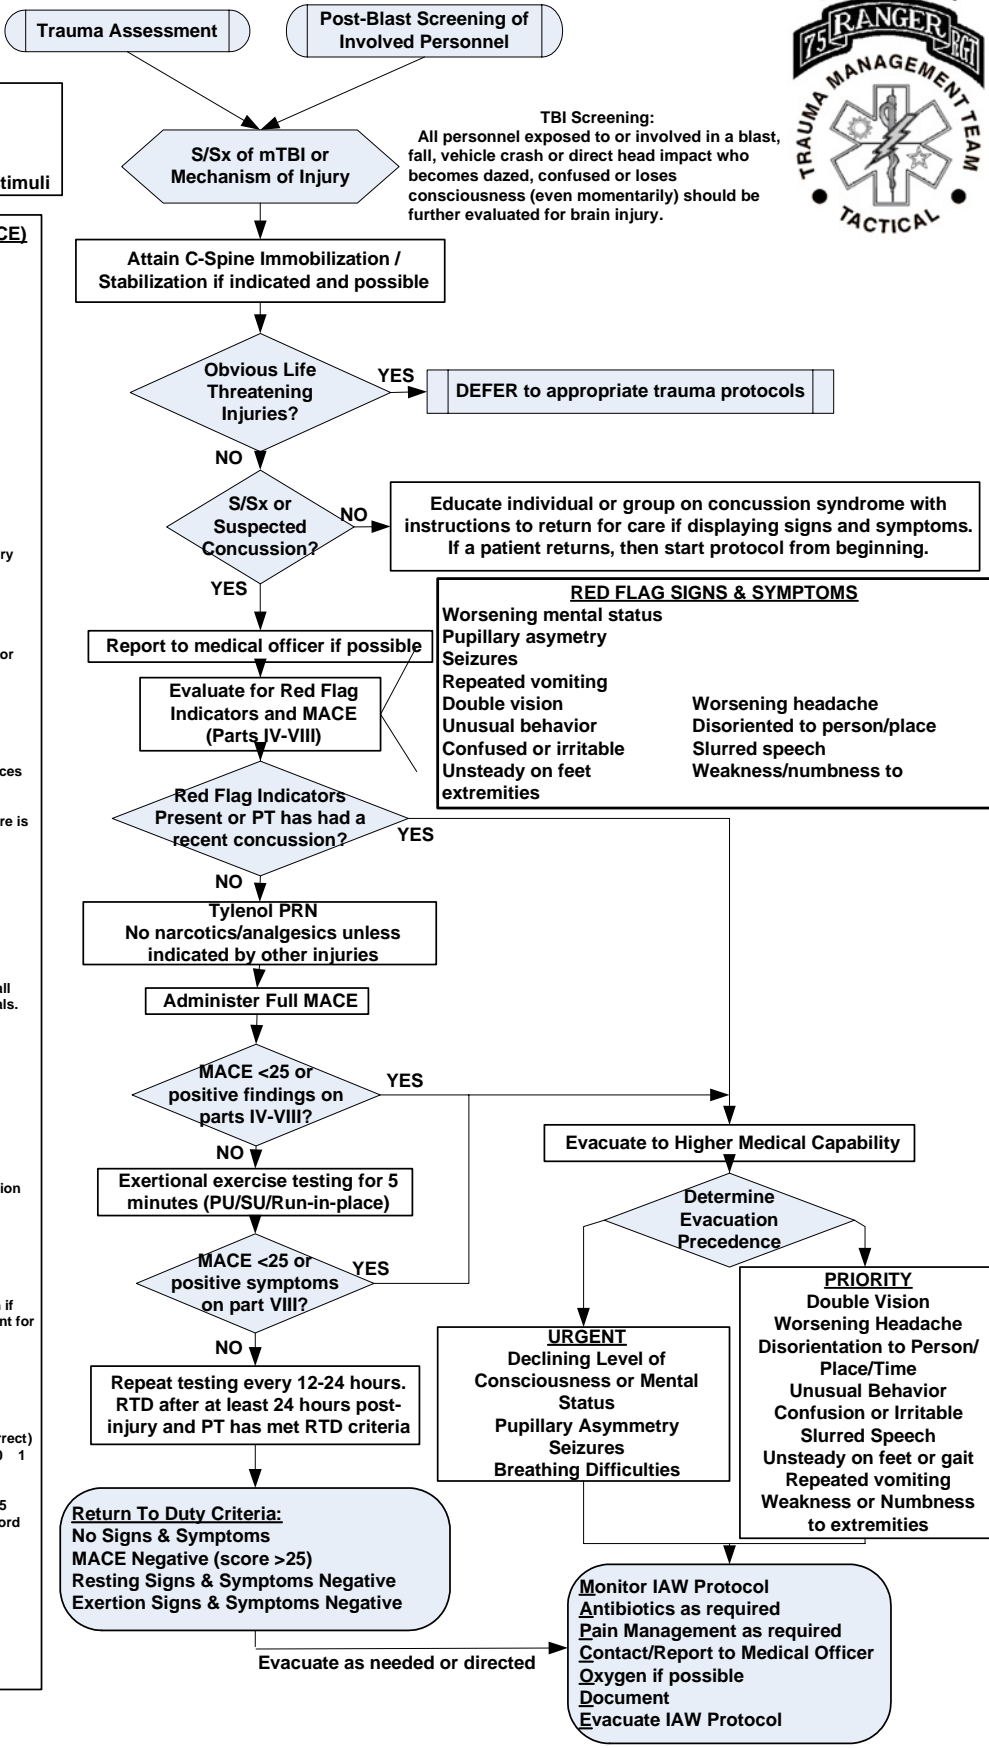 Trauma Assessment
Post-Blast Screening of
Involved Personnel
75 RANGER RGT
TRAUMA MANAGEMENT TEAM
TACTICAL
timuli
TBI Screening:
All personnel exposed to or involved in a blast,
fall, vehicle crash or direct head impact who
becomes dazed, confused or loses
consciousness (even momentarily) should be
further evaluated for brain injury.
S/Sx of mTBI or
Mechanism of Injury
CE)
Attain C-Spine Immobilization /
Stabilization if indicated and possible
Obvious Life
Threatening
Injuries?
YES
DEFER to appropriate trauma protocols
NO
S/Sx or
Suspected
Concussion?
NO
Educate individual or group on concussion syndrome with
instructions to return for care if displaying signs and symptoms.
If a patient returns, then start protocol from beginning.
ry
YES
RED FLAG SIGNS & SYMPTOMS
Worsening mental status
Pupillary asymetry
Seizures
Repeated vomiting
Double vision Worsening headache
Unusual behavior Disoriented to person/place
Confused or irritable Slurred speech
Unsteady on feet Weakness/numbness to
extremities
or
Report to medical officer if possible
Evaluate for Red Flag
Indicators and MACE
(Parts IV-VIII)
ces
re is
Red Flag Indicators
Present or PT has had a
recent concussion?
YES
NO
Tylenol PRN
No narcotics/analgesics unless
indicated by other injuries
all
als.
Administer Full MACE
MACE <25 or
positive findings on
parts IV-VIII?
YES
NO
Evacuate to Higher Medical Capability
tion
Exertional exercise testing for 5
minutes (PU/SU/Run-in-place)
Determine
Evacuation
Precedence
MACE <25 or
positive symptoms
on part VIII?
YES
NO
n if
nt for
URGENT
Declining Level of
Consciousness or Mental
Status
Pupillary Asymmetry
Seizures
Breathing Difficulties
PRIORITY
Double Vision
Worsening Headache
Disorientation to Person/
Place/Time
Unusual Behavior
Confusion or Irritable
Slurred Speech
Unsteady on feet or gait
Repeated vomiting
Weakness or Numbness
to extremities
Repeat testing every 12-24 hours.
RTD after at least 24 hours post-
injury and PT has met RTD criteria
rrect)
0 1
5
ord
Return To Duty Criteria:
No Signs & Symptoms
MACE Negative (score >25)
Resting Signs & Symptoms Negative
Exertion Signs & Symptoms Negative
Evacuate as needed or directed
Monitor IAW Protocol
Antibiotics as required
Pain Management as required
Contact/Report to Medical Officer
Oxygen if possible
Document
Evacuate IAW Protocol